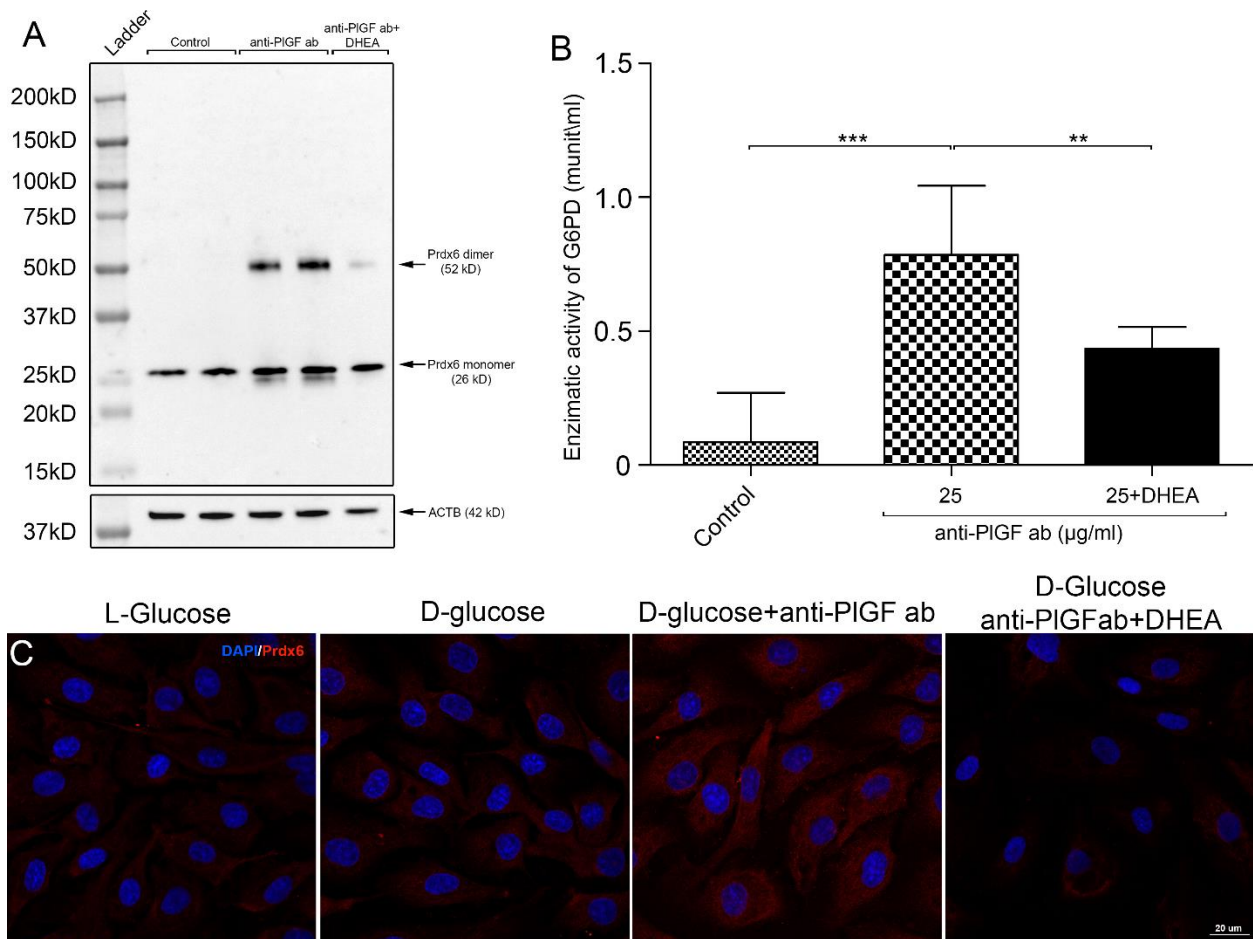 A
Ladder
Control
anti-PlGF ab
anti-PlGF ab+
DHEA
200kD
150kD
100kD
75kD
50kD
37kD
25kD
20kD
15kD
37kD
Prdx6 dimer
(52 kD)
Prdx6 monomer
(26 kD)
ACTB (42 kD)
B
Enzimatic activity of G6PD (munit\ml)
1.5
1.0
0.5
0
***
**
Control
25
25+DHEA
anti-PlGF ab (µg/ml)
L-Glucose
D-glucose
D-glucose+anti-PlGF ab
D-Glucose
anti-PlGFab+DHEA
C
DAPI/Prdx6
20 um